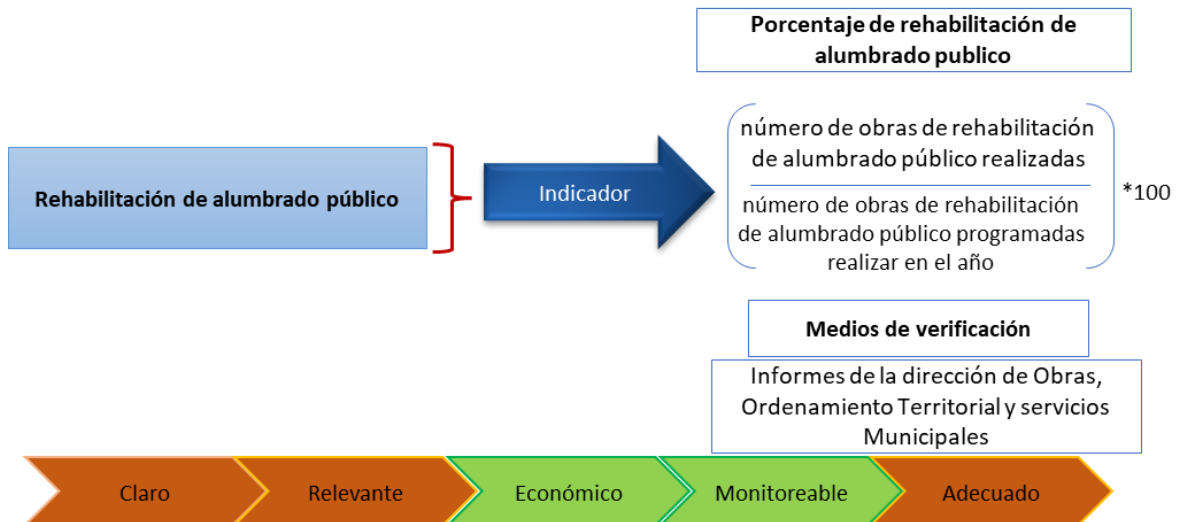 Porcentaje de rehabilitación de
alumbrado publico
Rehabilitación de alumbrado público
Indicador
número de obras de rehabilitación
de alumbrado público realizadas
número de obras de rehabilitación
de alumbrado público programadas
realizar en el año
*100
Medios de verificación
Informes de la dirección de Obras,
Ordenamiento Territorial y servicios
Municipales
Claro
Relevante
Económico
Monitoreable
Adecuado